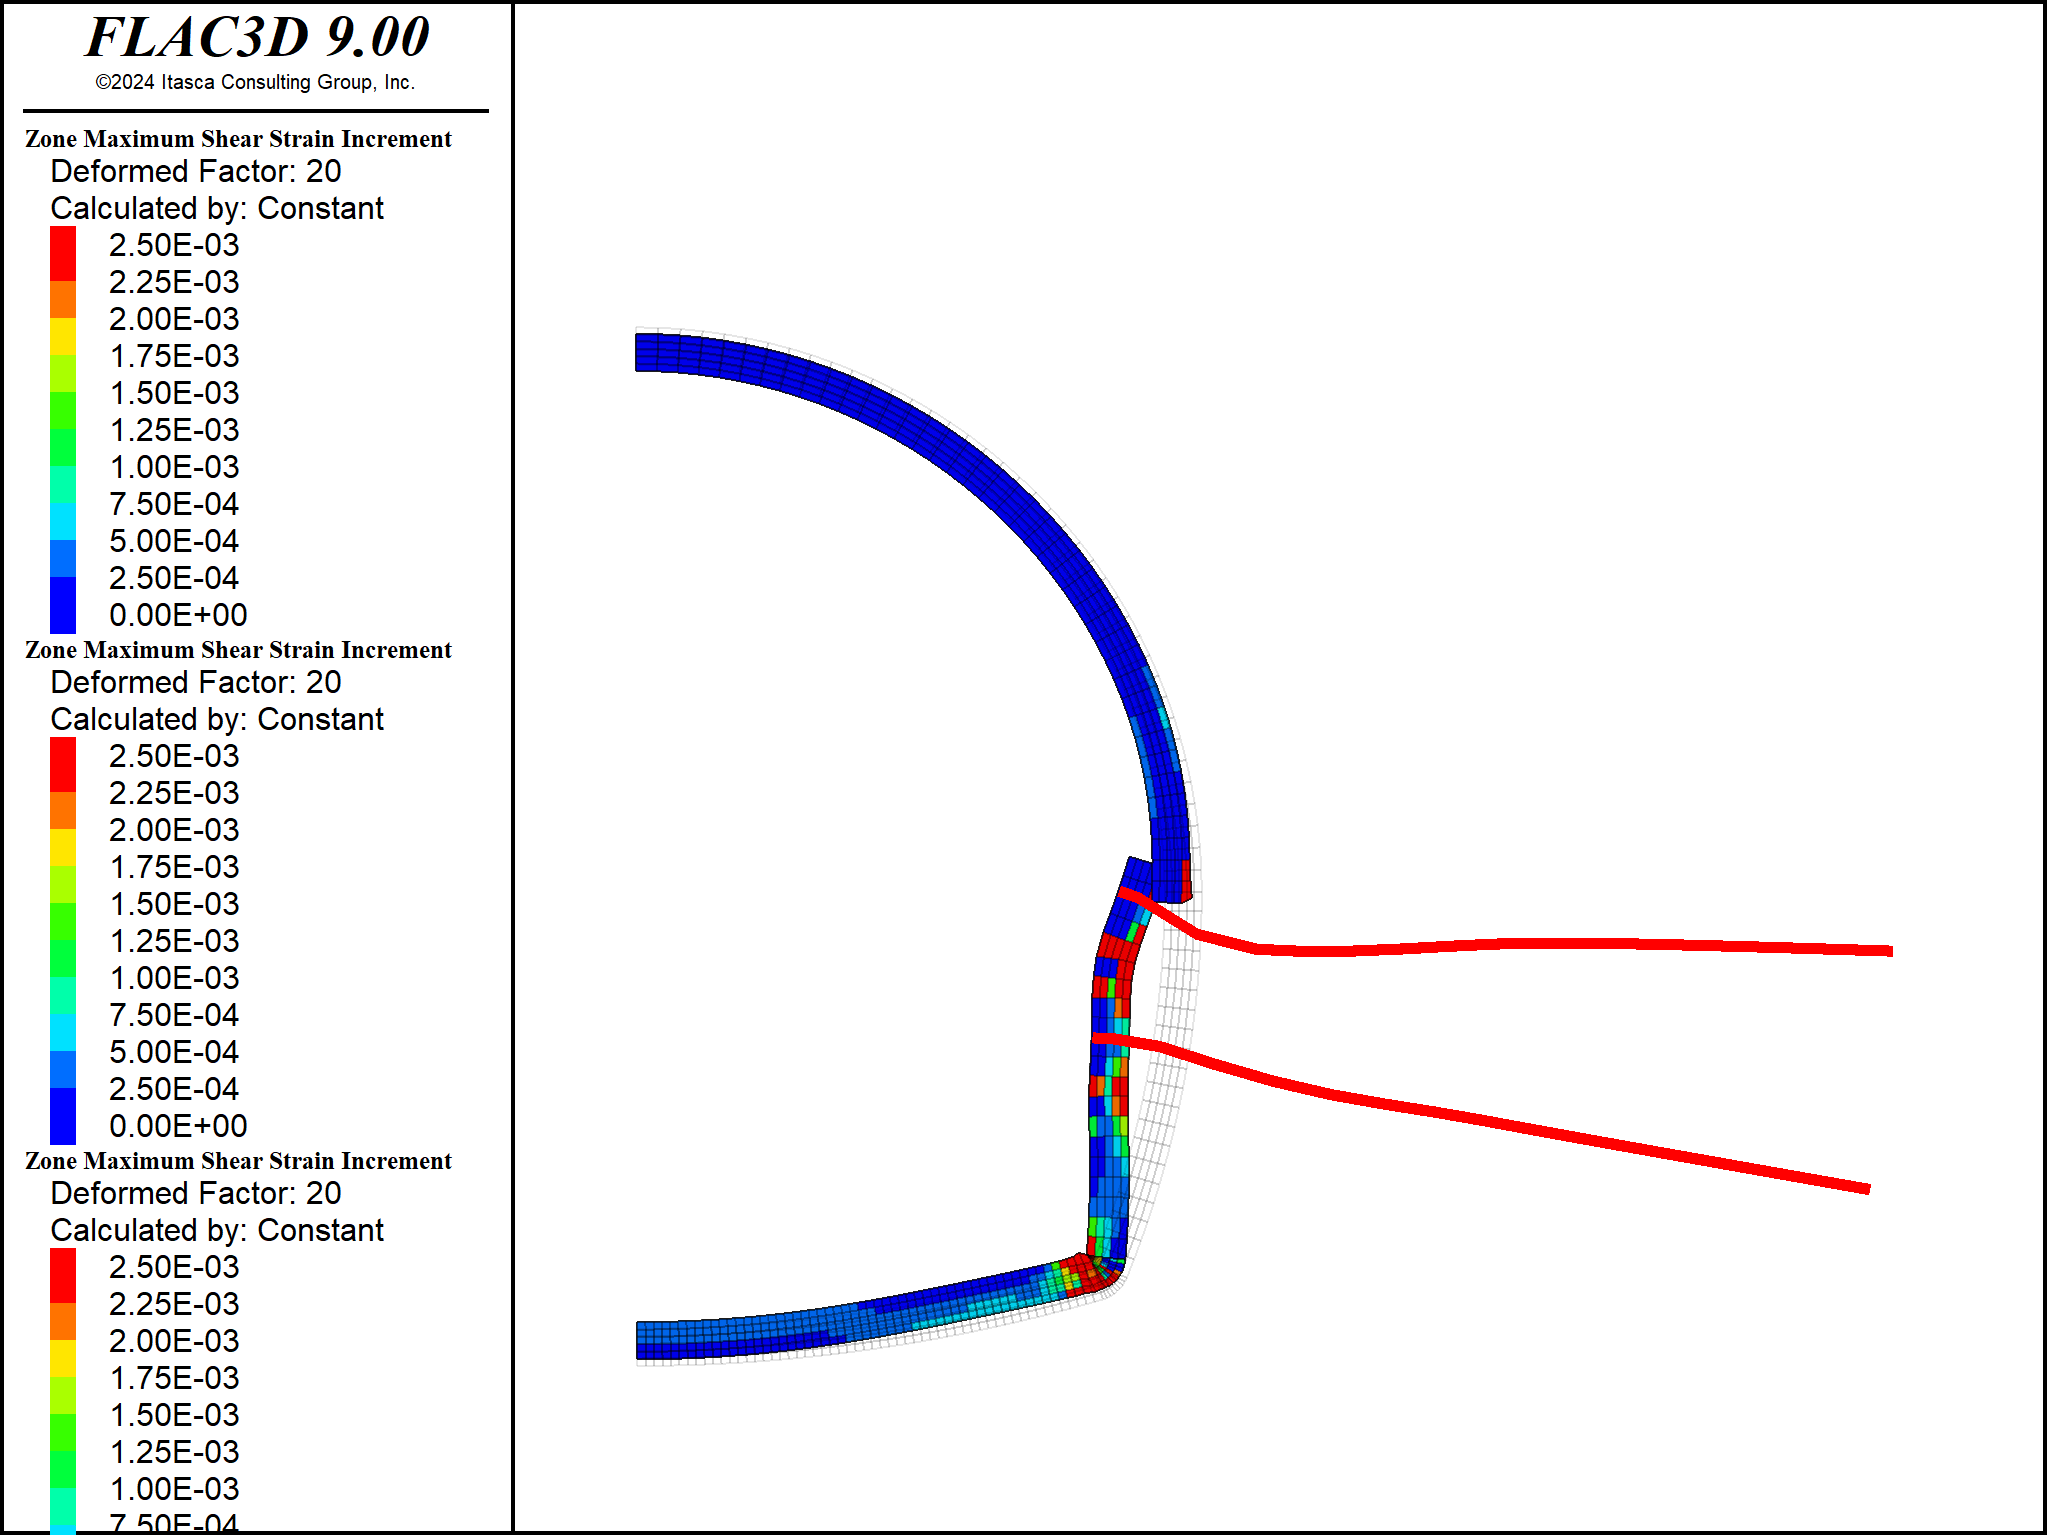 FLAC3D 9.00
©2024 Itasca Consulting Group, Inc.
Zone Maximum Shear Strain Increment
Deformed Factor: 20
Calculated by: Constant
2.50E-03
2.25E-03
2.00E-03
1.75E-03
1.50E-03
1.25E-03
1.00E-03
7.50E-04
5.00E-04
2.50E-04
0.00E+00
Zone Maximum Shear Strain Increment
Deformed Factor: 20
Calculated by: Constant
2.50E-03
2.25E-03
2.00E-03
1.75E-03
1.50E-03
1.25E-03
1.00E-03
7.50E-04
5.00E-04
2.50E-04
0.00E+00
Zone Maximum Shear Strain Increment
Deformed Factor: 20
Calculated by: Constant
2.50E-03
2.25E-03
2.00E-03
1.75E-03
1.50E-03
1.25E-03
1.00E-03
7.50E-04